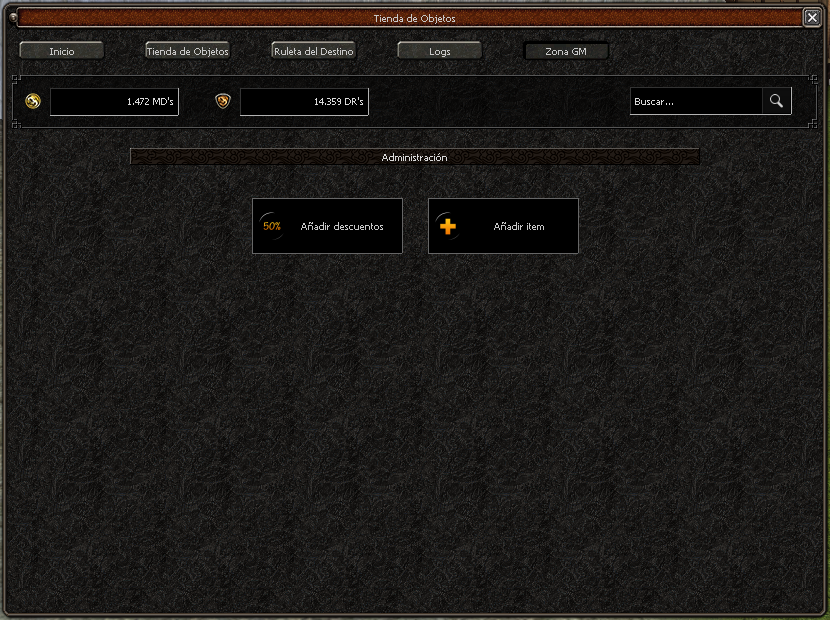 Tienda de Objetos
Inicio
Tienda de Objetos
Ruleta del Destino
Logs
Zona GM
1.472 MD's
14.359 DR's
Buscar...
Administración
50%
Añadir descuentos
Añadir item